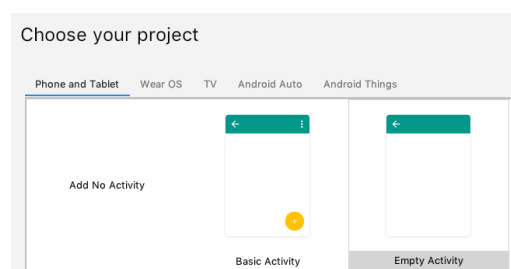 Choose your project
Phone and Tablet Wear OS TV Android Auto Android Things
Add No Activity
Basic Activity Empty Activity